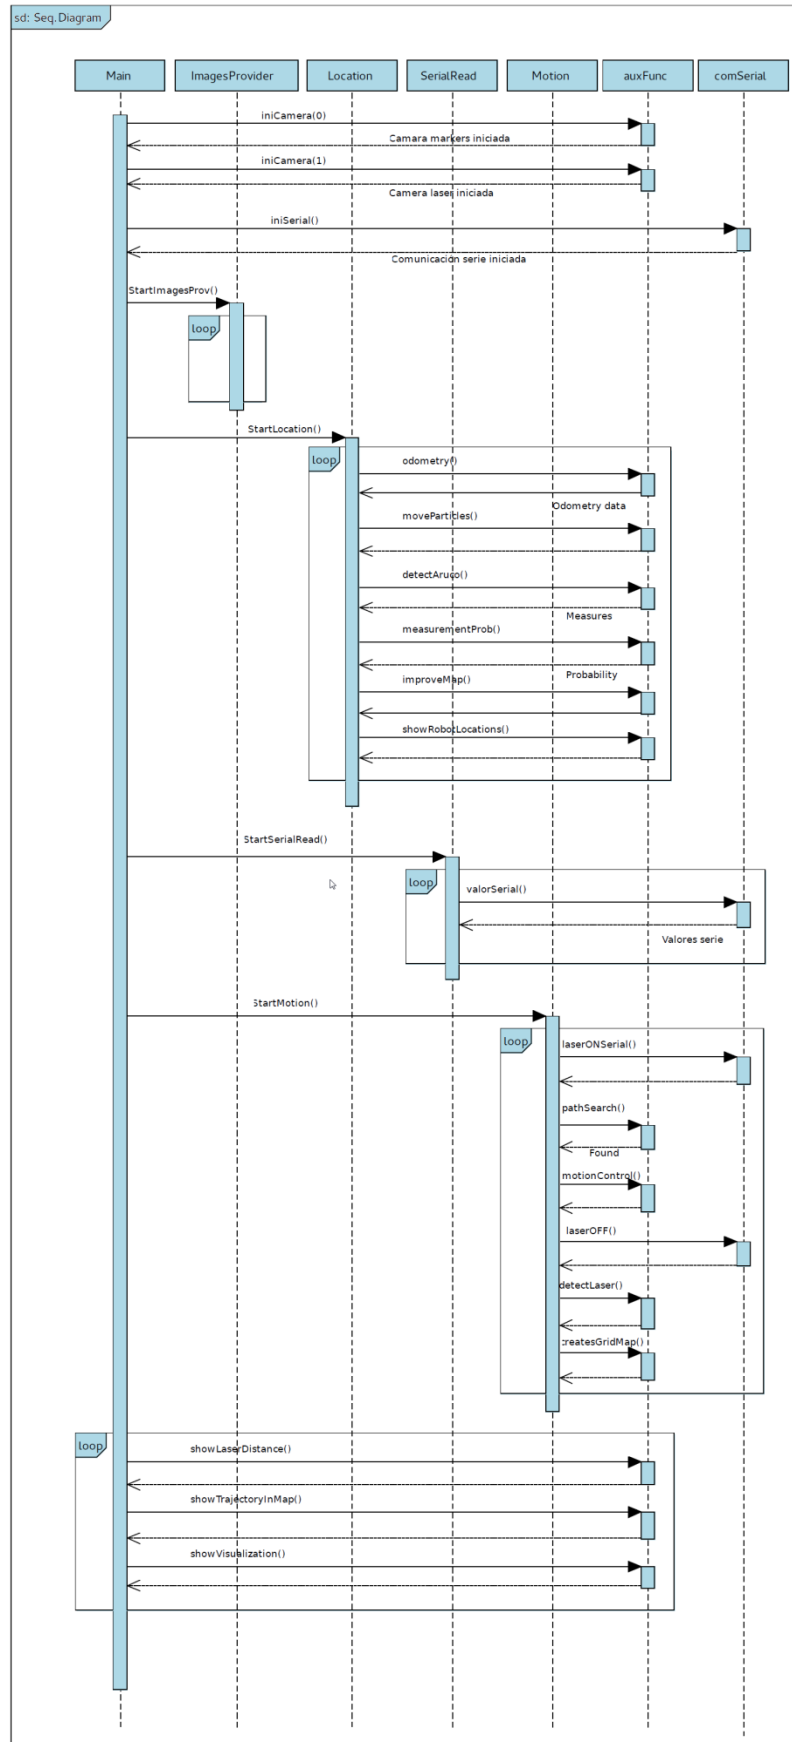 sd: Seq.Diagram
Main
ImagesProvider
Location
SerialRead
Motion
auxFunc
comSerial
iniCamera(0)
Camara markers iniciada
iniCamera(1)
Camera laser iniciada
iniSerial()
Comunicación serie iniciada
StartImagesProv()
loop
StartLocation()
loop
odometry()
Odometry data
moveParticles()
detectAruco()
Measures
measurementProb()
Probability
improveMap()
showRobotLocations()
StartSerialRead()
loop
valorSerial()
Valores serie
StartMotion()
loop
laserONSerial()
pathSearch()
Found
motionControl()
laserOFF()
detectLaser()
createsGridMap()
loop
showLaserDistance()
showTrajectoryInMap()
showVisualization()